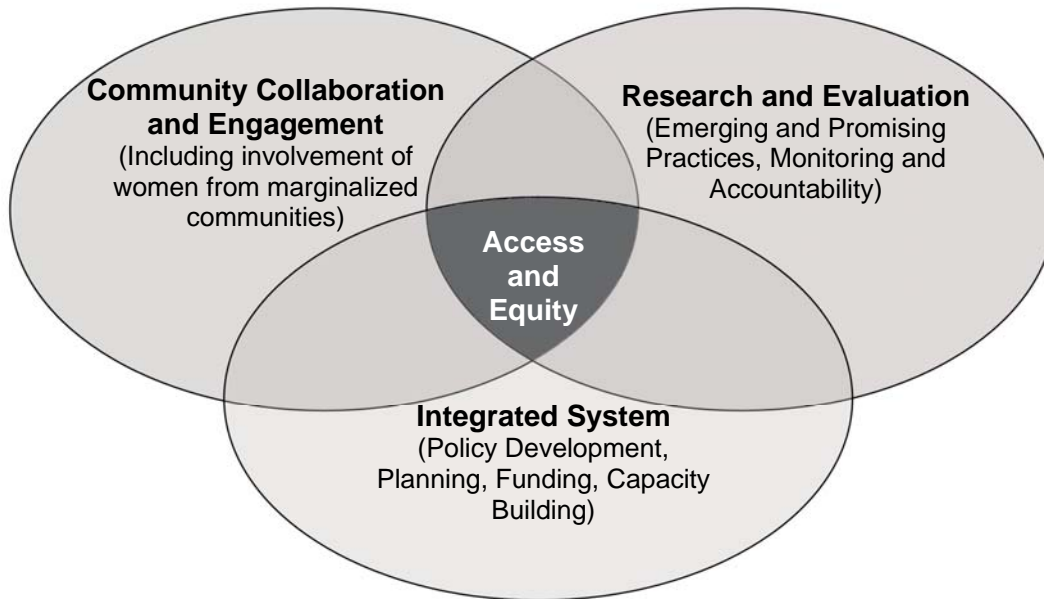 Community Collaboration
and Engagement
(Including involvement of
women from marginalized
communities)
Research and Evaluation
(Emerging and Promising
Practices, Monitoring and
Accountability)
Access
and
Equity
Integrated System
(Policy Development,
Planning, Funding, Capacity
Building)